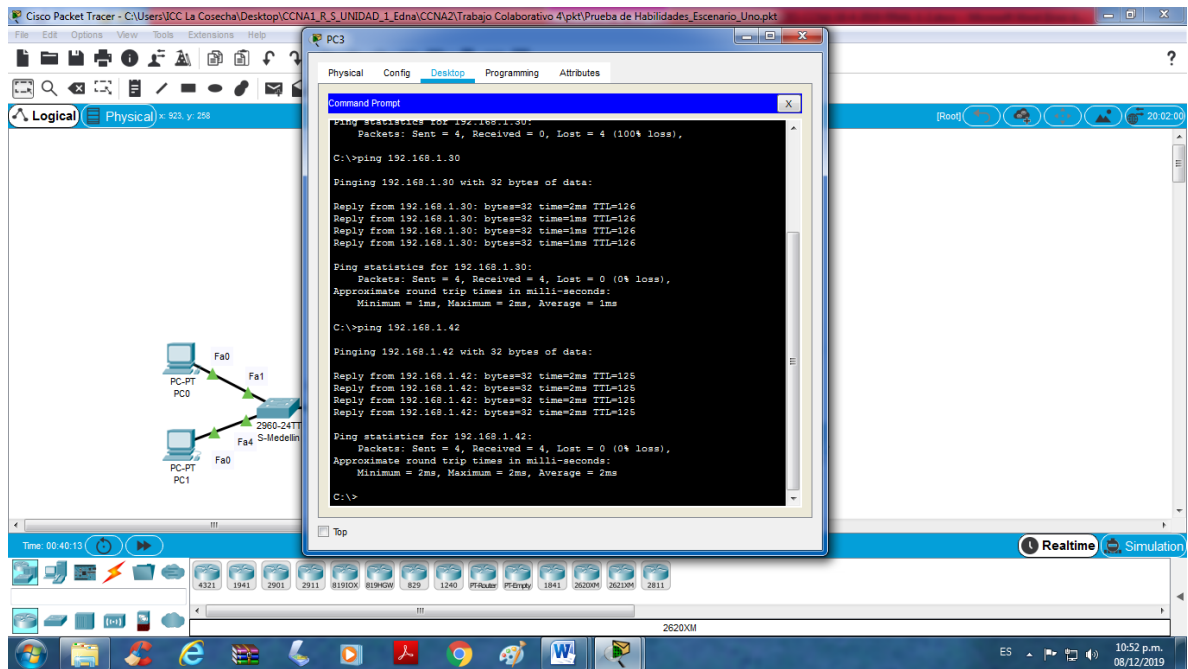 Cisco Packet Tracer - C:\Users\ICC La Cosecha\Desktop\CCNA1_R_S_UNIDAD_1_Edna\CCNA2\Trabajo Colaborativo 4\pkt\Prueba de Habilidades_Escenario_Uno.pkt
File Edit Options View Tools Extensions Help
PC3
Physical Config Desktop Programming Attributes
Command Prompt
X
Ping statistics for 192.168.1.30:
Packets: Sent = 4, Received = 0, Lost = 4 (100% loss),
C:\>ping 192.168.1.30
Pinging 192.168.1.30 with 32 bytes of data:
Reply from 192.168.1.30: bytes=32 time=2ms TTL=126
Reply from 192.168.1.30: bytes=32 time=1ms TTL=126
Reply from 192.168.1.30: bytes=32 time=1ms TTL=126
Reply from 192.168.1.30: bytes=32 time=1ms TTL=126
Ping statistics for 192.168.1.30:
Packets: Sent = 4, Received = 4, Lost = 0 (0% loss),
Approximate round trip times in milli-seconds:
Minimum = 1ms, Maximum = 2ms, Average = 1ms
C:\>ping 192.168.1.42
Pinging 192.168.1.42 with 32 bytes of data:
Reply from 192.168.1.42: bytes=32 time=2ms TTL=125
Reply from 192.168.1.42: bytes=32 time=2ms TTL=125
Reply from 192.168.1.42: bytes=32 time=2ms TTL=125
Reply from 192.168.1.42: bytes=32 time=2ms TTL=125
Ping statistics for 192.168.1.42:
Packets: Sent = 4, Received = 4, Lost = 0 (0% loss),
Approximate round trip times in milli-seconds:
Minimum = 2ms, Maximum = 2ms, Average = 2ms
C:\>
Top
Logical Physical x: 923, y: 258
[Root] 20:02:00
Fa0
PC-PT
PC0
Fa1
2960-24TT
S-Medellin
Fa4
Fa0
PC-PT
PC1
Time: 00:40:13
Realtime Simulation
4321 1941 2901 2911 819IOX 819HGW 829 1240 PT-Router PT-Empty 1841 2620XM 2621XM 2811
2620XM
ES 10:52 p.m.
08/12/2019